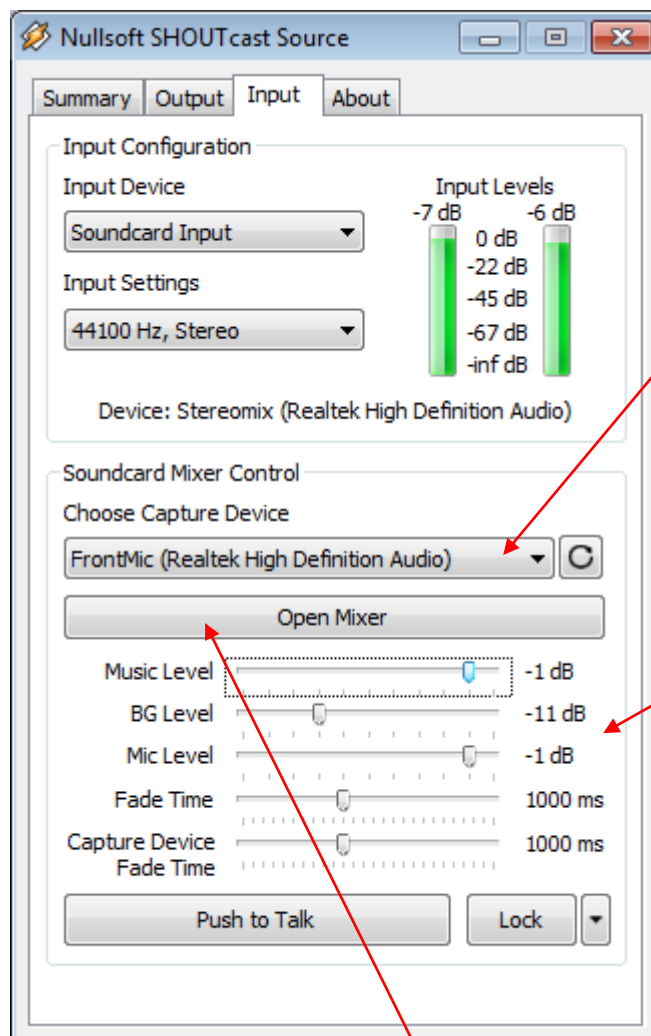 Nullsoft SHOUTcast Source
Summary Output Input About
Input Configuration
Input Device
Input Levels
-7 dB -6 dB
Soundcard Input
0 dB
-22 dB
Input Settings
-45 dB
44100 Hz, Stereo
-67 dB
-inf dB
Device: Stereomix (Realtek High Definition Audio)
Soundcard Mixer Control
Choose Capture Device
FrontMic (Realtek High Definition Audio)
Open Mixer
Music Level -1 dB
BG Level -11 dB
Mic Level -1 dB
Fade Time 1000 ms
Capture Device 1000 ms
Fade Time
Push to Talk Lock